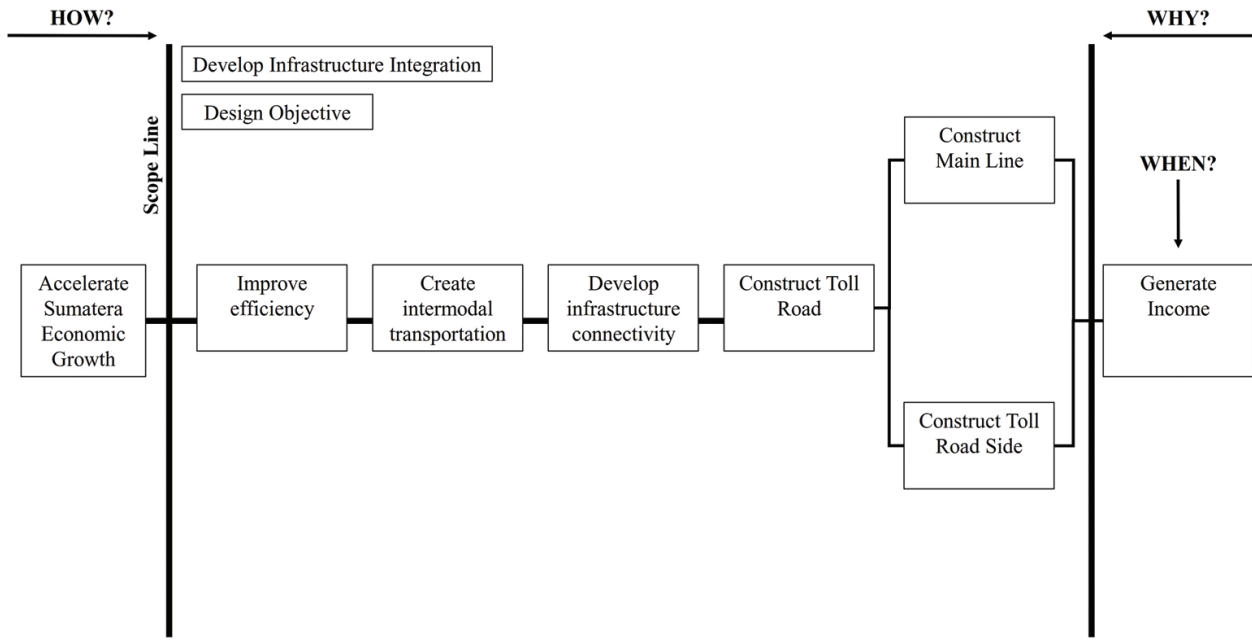 HOW?
WHY?
Develop Infrastructure Integration
Design Objective
Scope Line
Construct
Main Line
WHEN?
Accelerate
Sumatera
Economic
Growth
Improve
efficiency
Create
intermodal
transportation
Develop
infrastructure
connectivity
Construct Toll
Road
Generate
Income
Construct Toll
Road Side